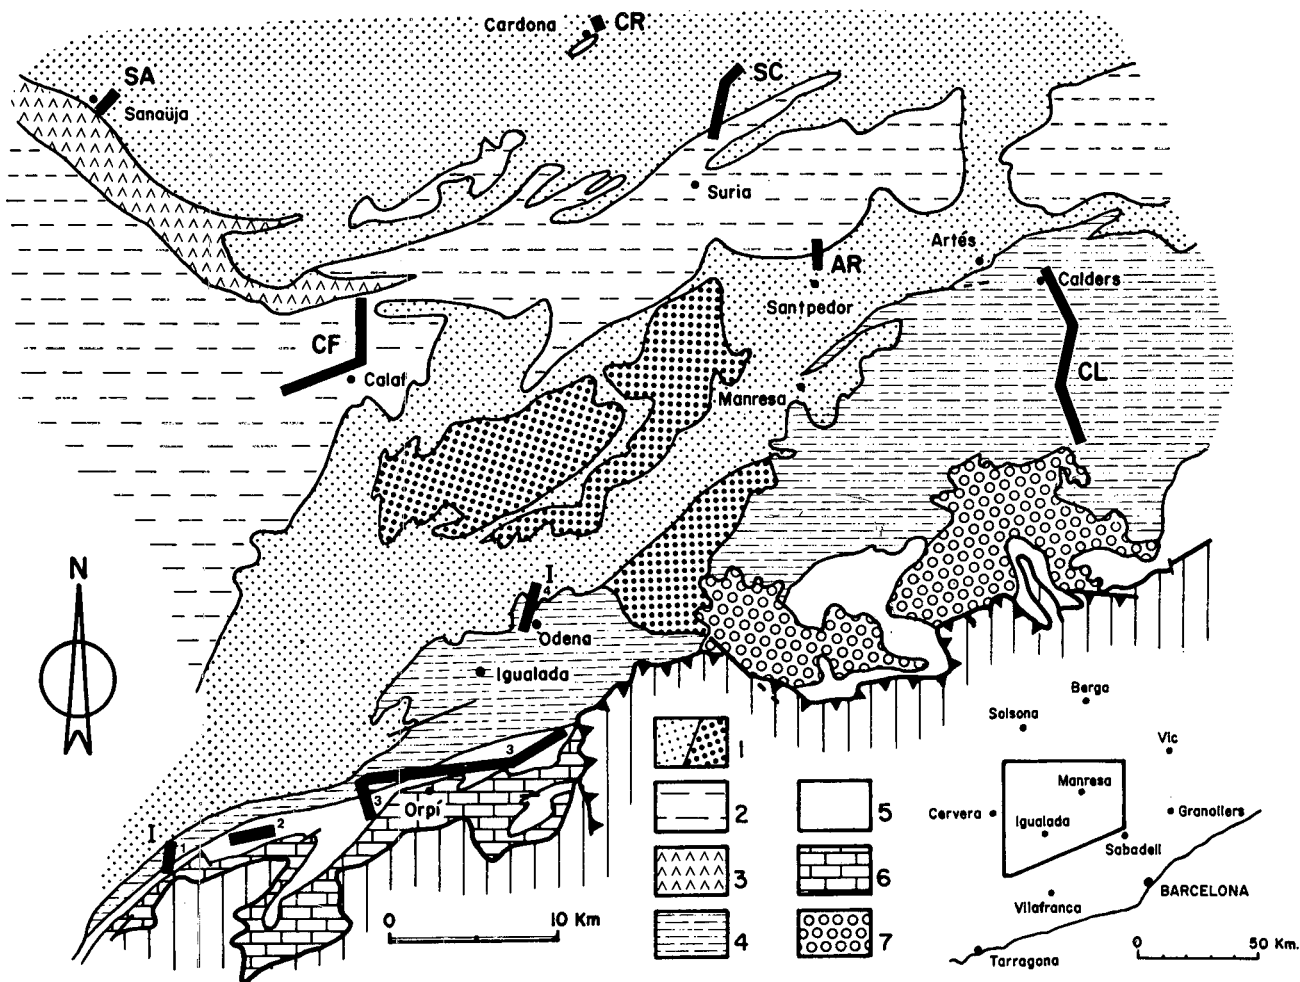 Cardona
CR
SA
Sanaüja
SC
Suria
Artés
AR
Santpedor
Calders
CF
Calaf
CL
Manresa
N
I
4
Odena
Igualada
3
3
Orpí
I
1
2
0
10 Km
1
2
3
4
5
6
7
Berga
Solsona
Vic
Manresa
Cervera
Igualada
Granollers
Sabadell
BARCELONA
Vilafranca
Tarragona
0
50 Km.